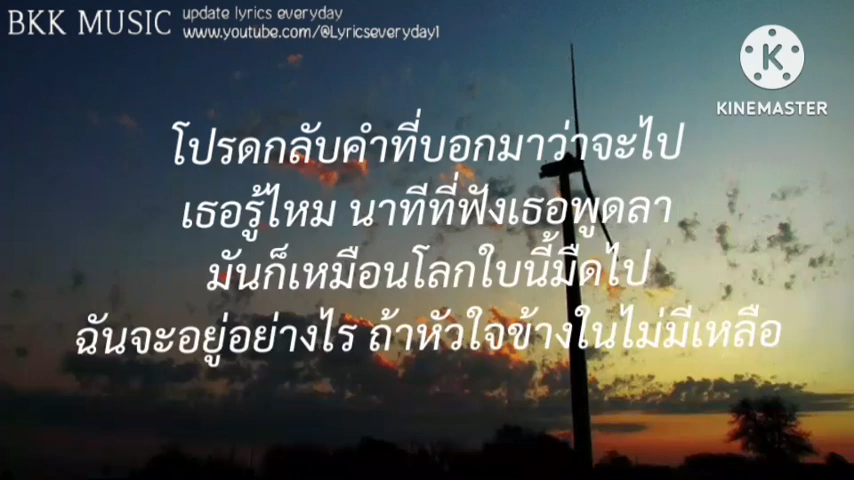 BKK MUSIC
update lyrics everyday
www.youtube.com/@Lyricseveryday1
KINEMASTER
โปรดกลับคำที่บอกมาว่าจะไป
เธอรู้ไหม นาทีที่ฟังเธอพูดลา
มันก็เหมือนโลกใบนี้มืดไป
ฉันจะอยู่อย่างไร ถ้าหัวใจข้างในไม่มีเหลือ